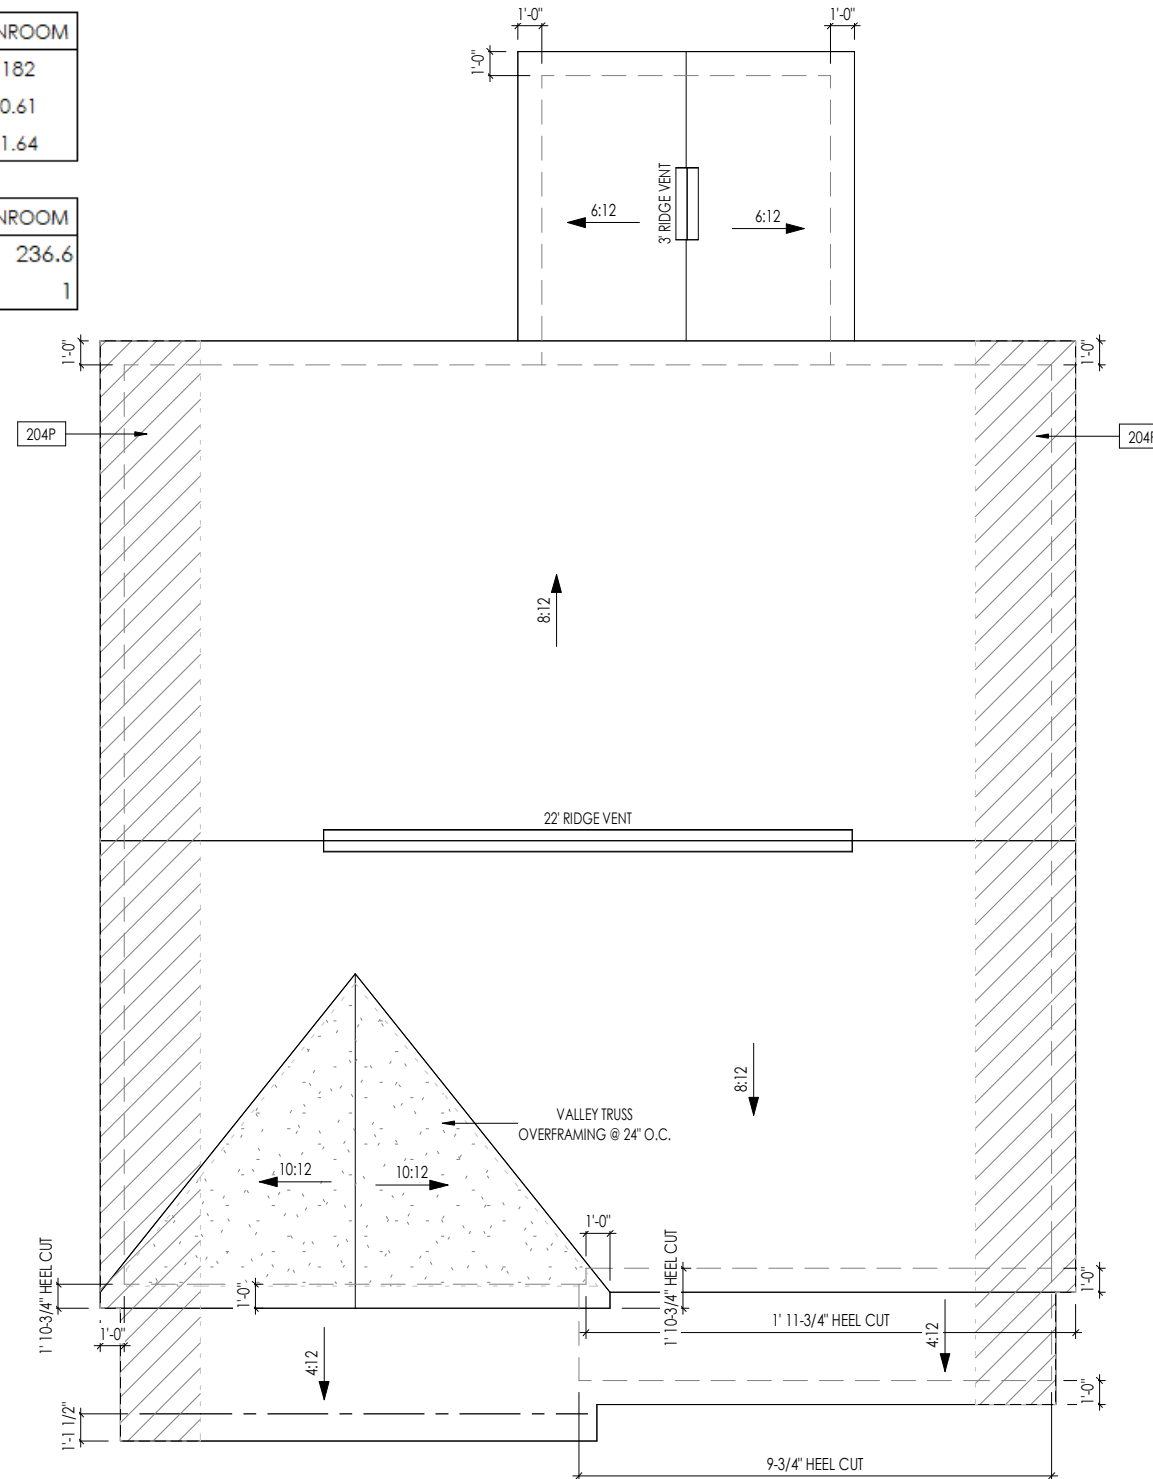 NROOM
182
0.61
1.64
NROOM
236.6
1
1'-0"
1'-0"
1'-0"
3' RIDGE VENT
6:12
6:12
1'-0"
1'-0"
204P
204P
8:12
22' RIDGE VENT
8:12
VALLEY TRUSS
OVERFRAMING @ 24" O.C.
10:12
10:12
1'-0"
1' 10-3/4" HEEL CUT
1'-0"
1' 10-3/4" HEEL CUT
1'-0"
1'-0"
1' 11-3/4" HEEL CUT
4:12
4:12
1'-0"
1'-1 1/2"
9-3/4" HEEL CUT